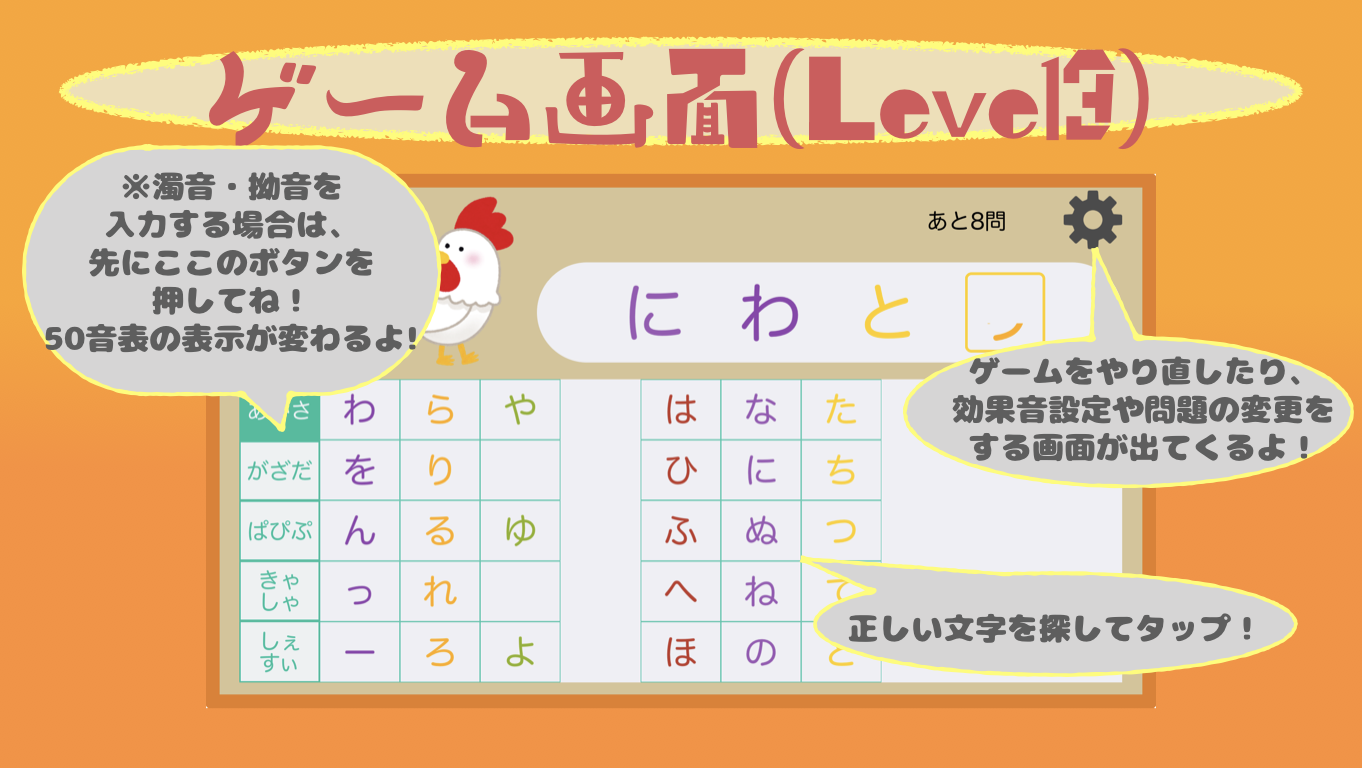 ゲーム画面(Level3)
※濁音・拗音を
入力する場合は、
先にここのボタンを
押してね！
50音表の表示が変わるよ!
あと8問
にわと
ゲームをやり直したり、
効果音設定や問題の変更を
する画面が出てくるよ！
わ ら や は な た
がざだ を り ひ に ち
ぱぴぷ ん る ゆ ふ ぬ つ
きゃ
しゃ
っ れ へ ね て
しぇ
すい
ー ろ よ ほ の と
正しい文字を探してタップ！